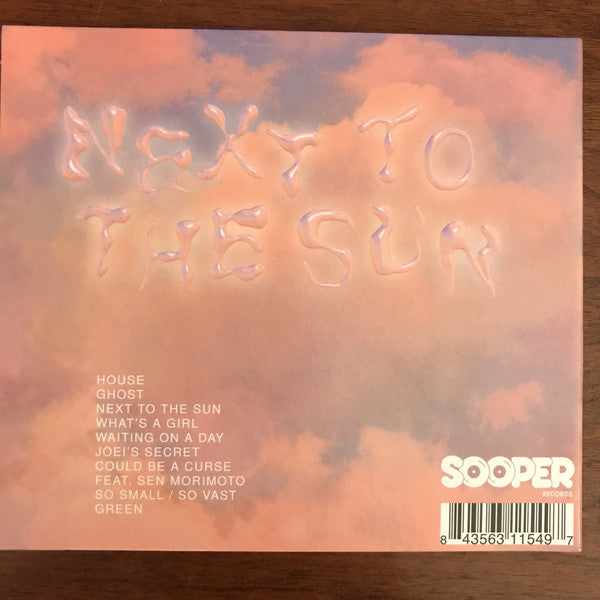 NEXT TO
THE SUN
HOUSE
GHOST
NEXT TO THE SUN
WHAT'S A GIRL
WAITING ON A DAY
JOEI'S SECRET
COULD BE A CURSE
FEAT. SEN MORIMOTO
SO SMALL / SO VAST
GREEN
SOOPER
RECORDS
8 43563 11549 7